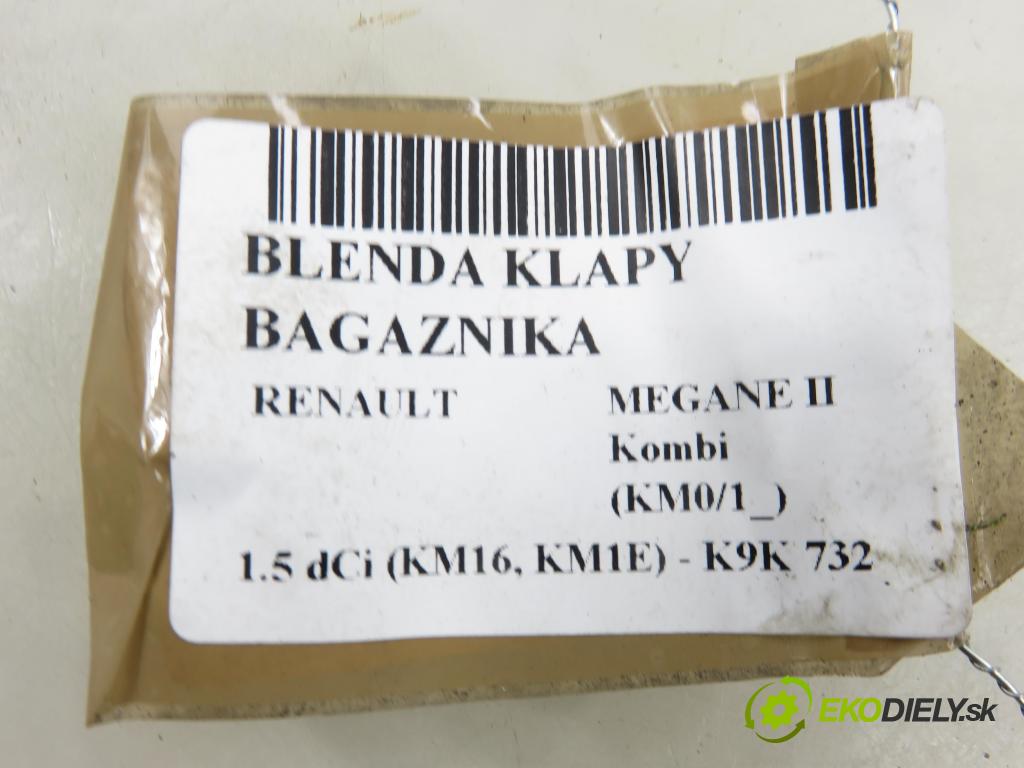 BLENDA KLAPY
BAGAZNIKA
RENAULT MEGANE II
Kombi
(KM0/1_)
1.5 dCi (KM16, KM1E) - K9K 732
EKODIELY.sk